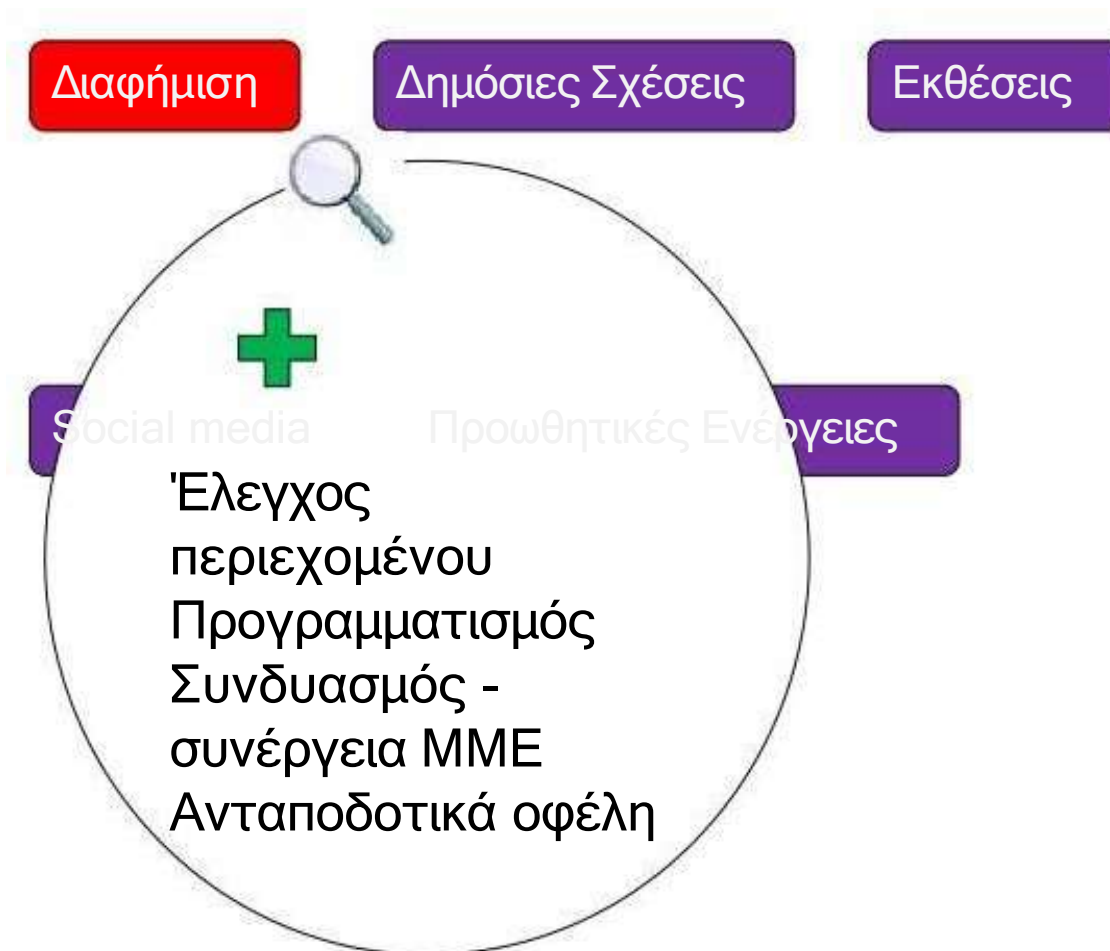 Διαφήμιση
Δημόσιες Σχέσεις
Εκθέσεις
Social media
Προωθητικές Ενέργειες
Έλεγχος
περιεχομένου
Προγραμματισμός
Συνδυασμός -
συνέργεια ΜΜΕ
Ανταποδοτικά οφέλη